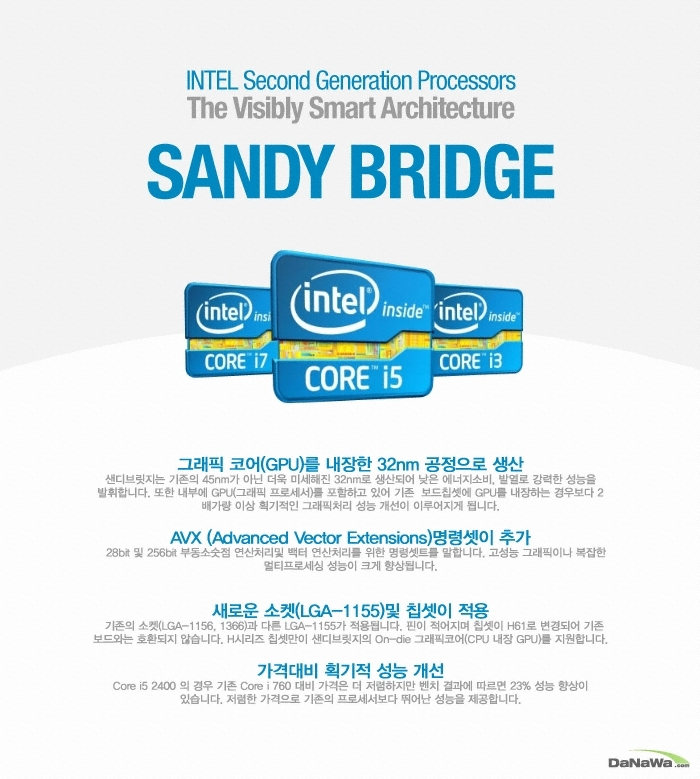 INTEL Second Generation Processors
The Visibly Smart Architecture
SANDY BRIDGE
intel inside™
CORE™ i7
intel® inside™
CORE™ i5
intel inside™
CORE™ i3
그래픽 코어(GPU)를 내장한 32nm 공정으로 생산
샌디브릿지는 기존의 45nm가 아닌 더욱 미세해진 32nm로 생산되어 낮은 에너지소비, 발열로 강력한 성능을
발휘합니다. 또한 내부에 GPU(그래픽 프로세서)를 포함하고 있어 기존 보드칩셋에 GPU를 내장하는 경우보다 2
배가량 이상 획기적인 그래픽처리 성능 개선이 이루어지게 됩니다.
AVX (Advanced Vector Extensions)명령셋이 추가
28bit 및 256bit 부동소숫점 연산처리및 백터 연산처리를 위한 명령셋트를 말합니다. 고성능 그래픽이나 복잡한
멀티프로세싱 성능이 크게 향상됩니다.
새로운 소켓(LGA-1155)및 칩셋이 적용
기존의 소켓(LGA-1156, 1366)과 다른 LGA-1155가 적용됩니다. 핀이 적어지며 칩셋이 H61로 변경되어 기존
보드와는 호환되지 않습니다. H시리즈 칩셋만이 샌디브릿지의 On-die 그래픽코어(CPU 내장 GPU)를 지원합니다.
가격대비 획기적 성능 개선
Core i5 2400 의 경우 기존 Core i 760 대비 가격은 더 저렴하지만 벤치 결과에 따르면 23% 성능 향상이
있습니다. 저렴한 가격으로 기존의 프로세서보다 뛰어난 성능을 제공합니다.
DaNaWa.com